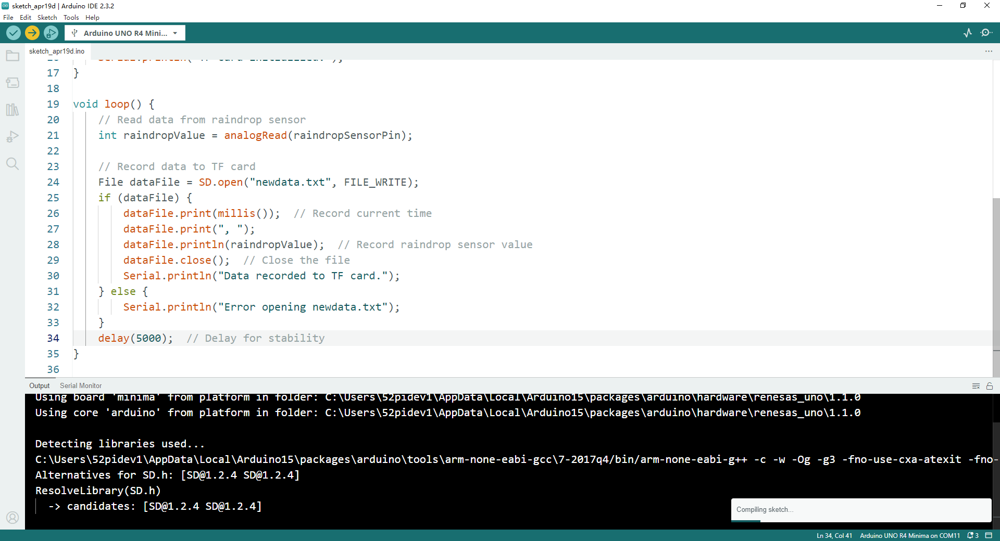 sketch_apr19d | Arduino IDE 2.3.2
File Edit Sketch Tools Help
Arduino UNO R4 Mini...
sketch_apr19d.ino
17 }
18
19 void loop() {
20 // Read data from raindrop sensor
21 int raindropValue = analogRead(raindropSensorPin);
22
23 // Record data to TF card
24 File dataFile = SD.open("newdata.txt", FILE_WRITE);
25 if (dataFile) {
26 dataFile.print(millis()); // Record current time
27 dataFile.print(", ");
28 dataFile.println(raindropValue); // Record raindrop sensor value
29 dataFile.close(); // Close the file
30 Serial.println("Data recorded to TF card.");
31 } else {
32 Serial.println("Error opening newdata.txt");
33 }
34 delay(5000); // Delay for stability
35 }
36
Output Serial Monitor
Using board 'minima' from platform in folder: C:\Users\52pidev1\AppData\Local\Arduino15\packages\arduino\hardware\renesas_uno\1.1.0
Using core 'arduino' from platform in folder: C:\Users\52pidev1\AppData\Local\Arduino15\packages\arduino\hardware\renesas_uno\1.1.0
Detecting libraries used...
C:\Users\52pidev1\AppData\Local\Arduino15\packages\arduino\tools\arm-none-eabi-gcc\7-2017q4/bin/arm-none-eabi-g++ -c -w -Og -g3 -fno-use-cxa-atexit -fno-
Alternatives for SD.h: [SD@1.2.4 SD@1.2.4]
ResolveLibrary(SD.h)
-> candidates: [SD@1.2.4 SD@1.2.4]
Compiling sketch...
Ln 34, Col 41 Arduino UNO R4 Minima on COM11 3